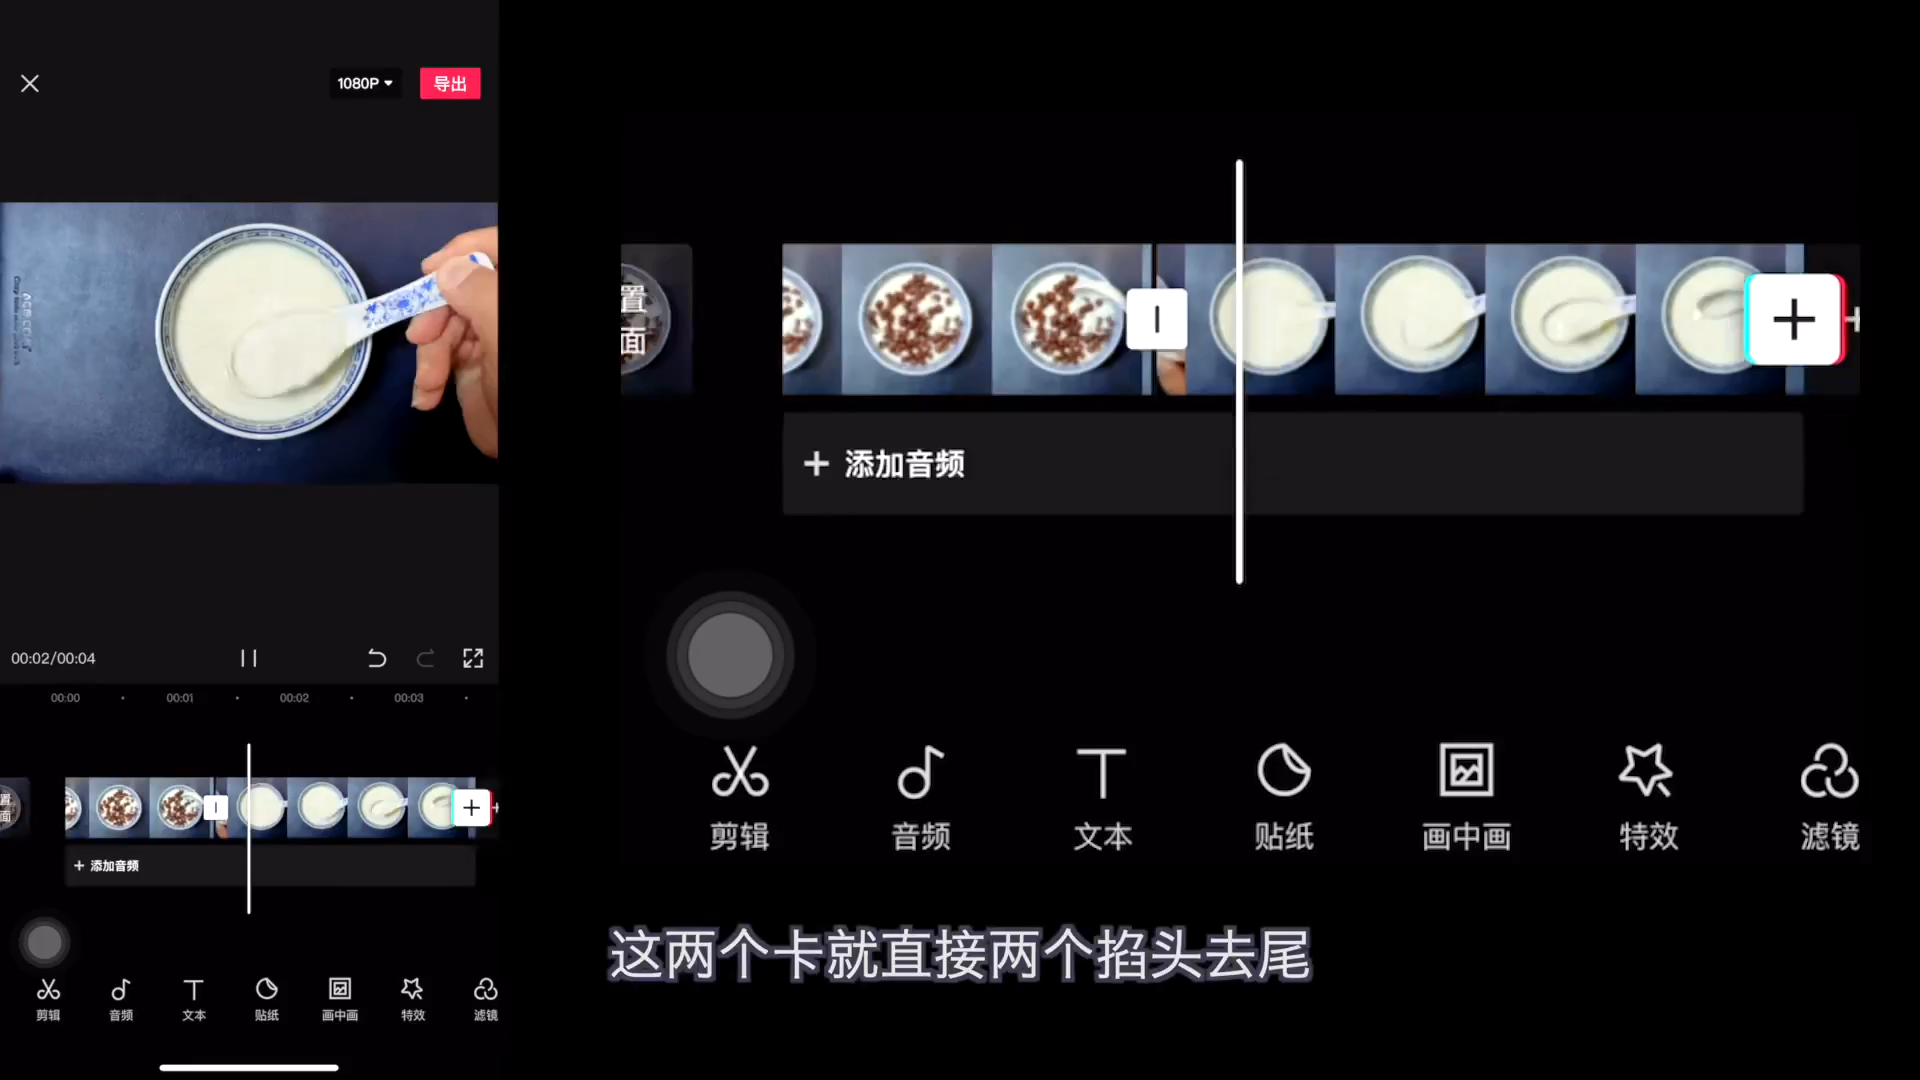 1080P
导出
00:02/00:04
00:00
00:01
00:02
00:03
置
面
添加音频
剪辑
音频
文本
贴纸
画中画
特效
滤镜
置
面
添加音频
剪辑
音频
文本
贴纸
画中画
特效
滤镜
这两个卡就直接两个掐头去尾